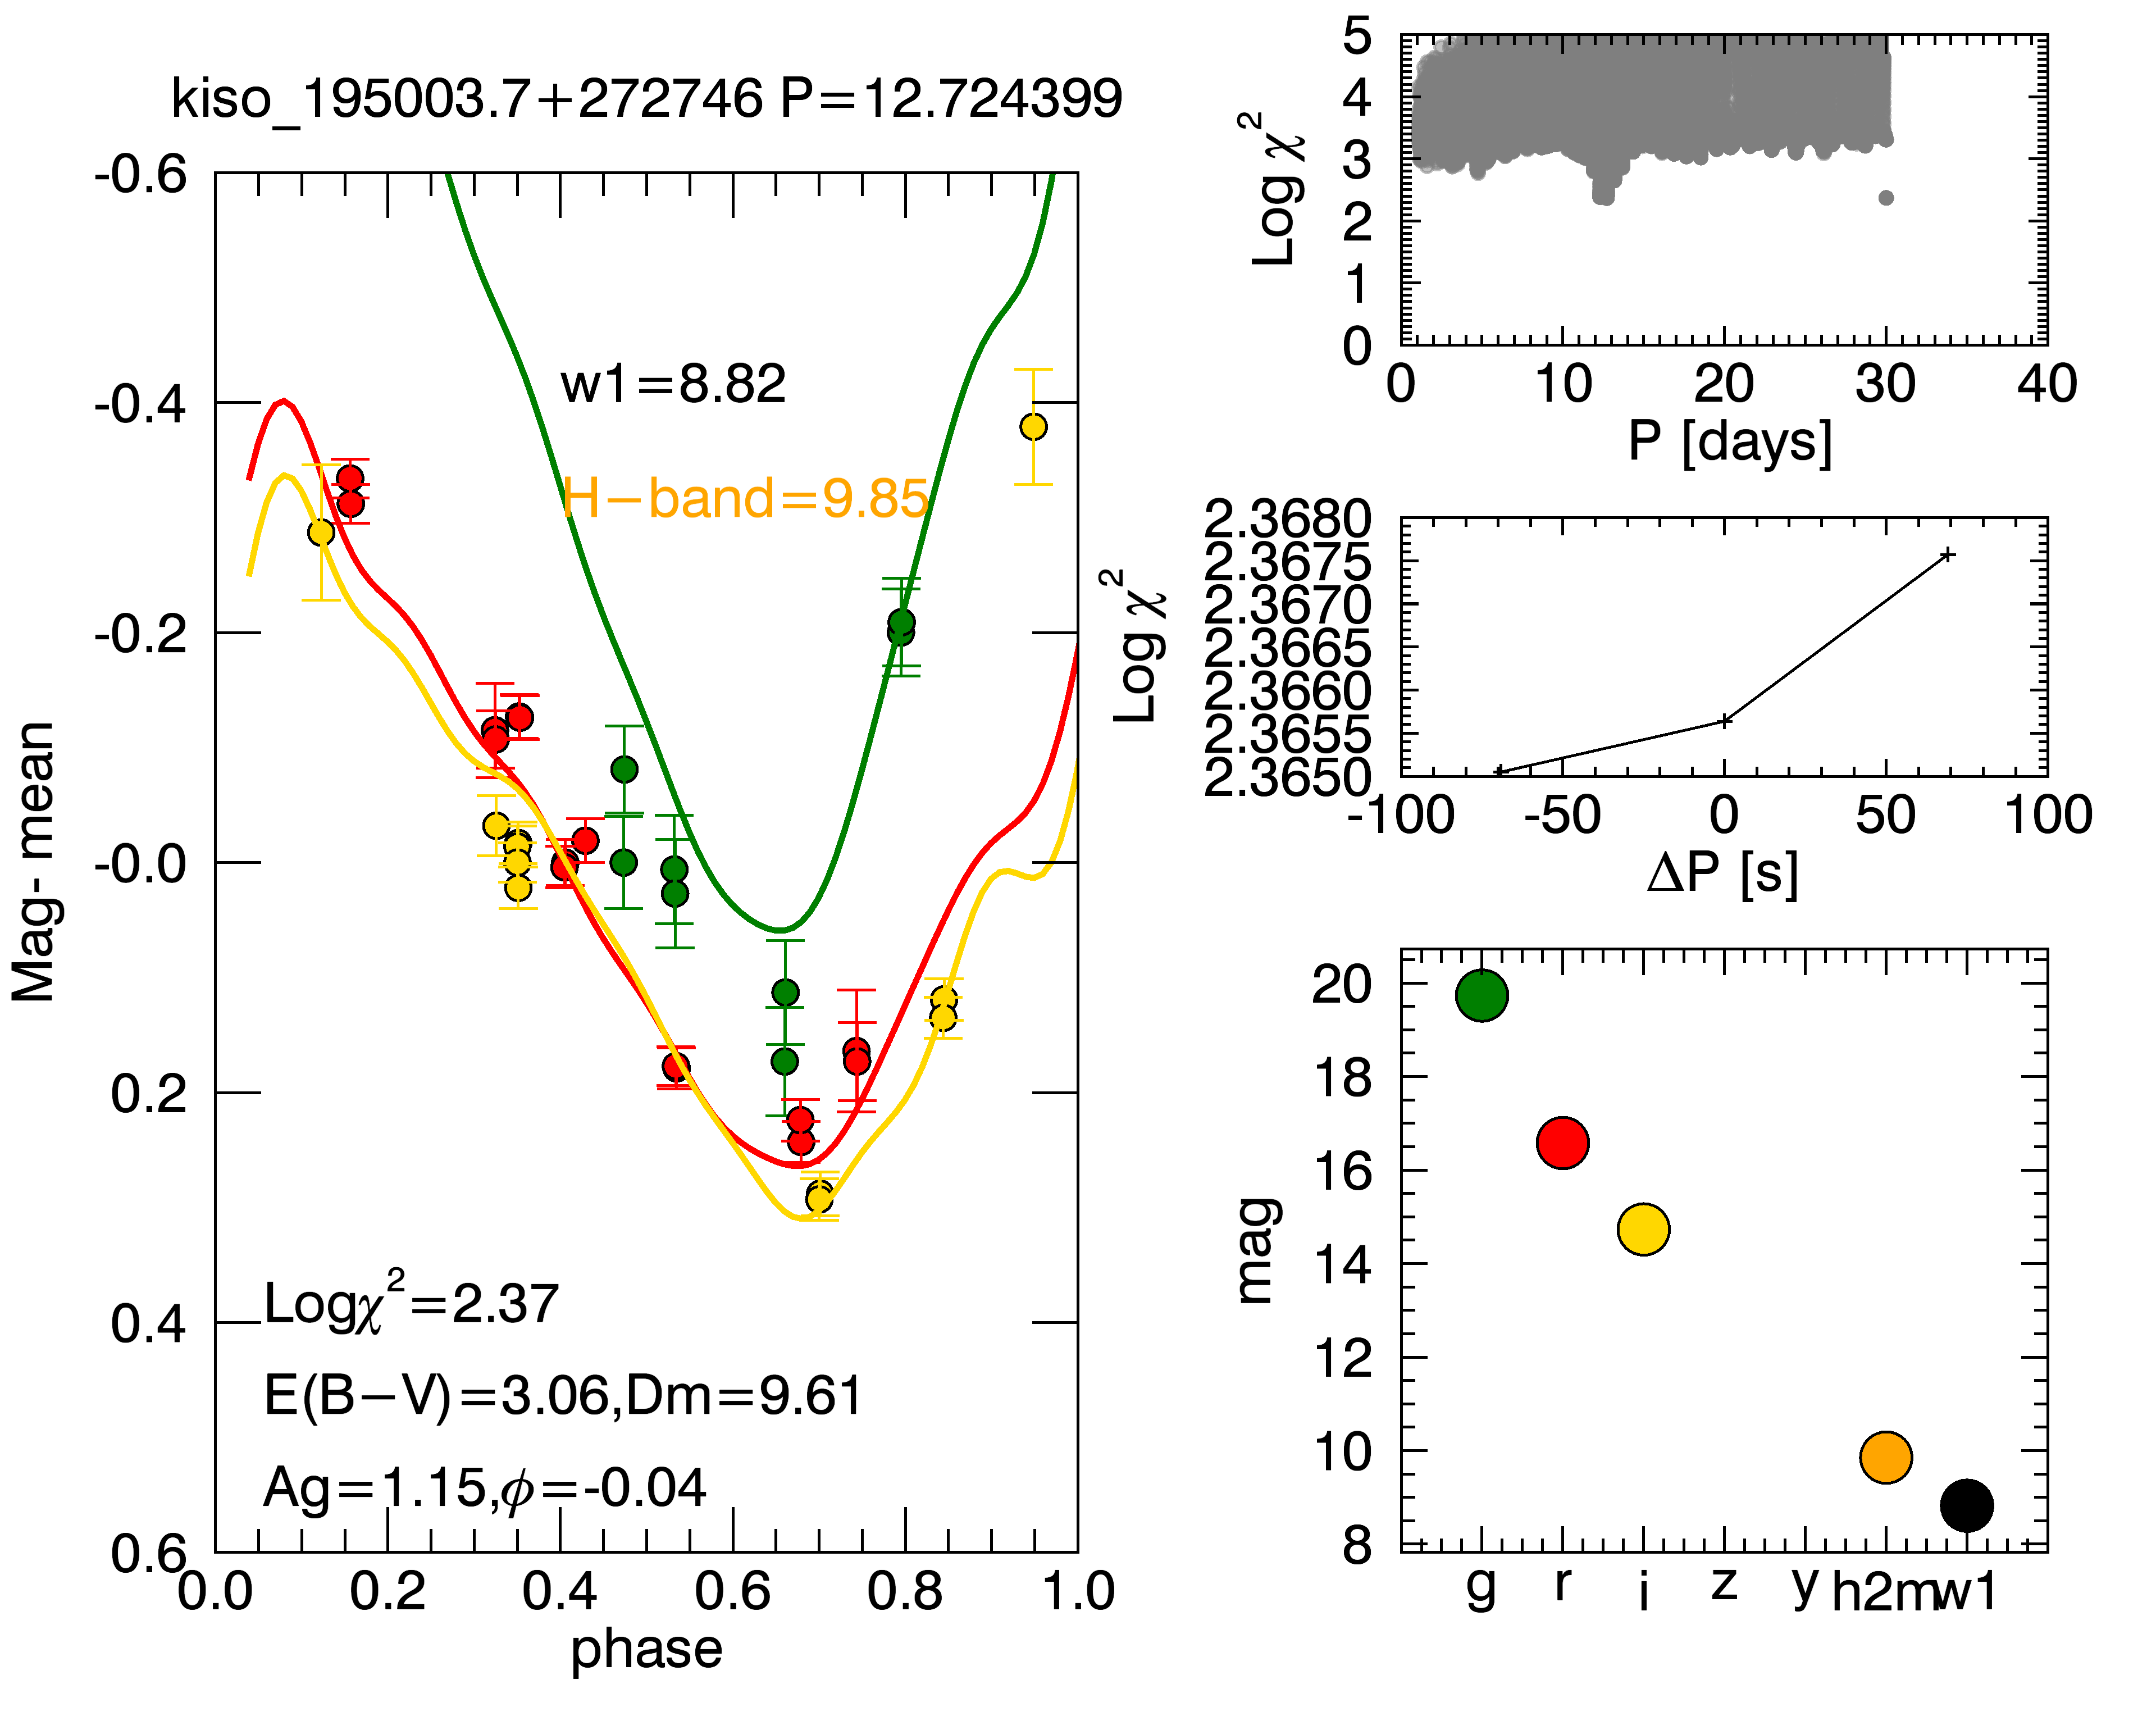 kiso_195003.7+272746 P=12.724399
-0.6
-0.4
-0.2
-0.0
0.2
0.4
0.6
Mag- mean
w1=8.82
H−band=9.85
Logχ²=2.37
E(B−V)=3.06,Dm=9.61
Ag=1.15,ϕ=-0.04
0.0 0.2 0.4 0.6 0.8 1.0
phase
5
4
3
2
1
0
Log χ²
0 10 20 30 40
P [days]
2.3680
2.3675
2.3670
2.3665
2.3660
2.3655
2.3650
Log χ²
-100 -50 0 50 100
ΔP [s]
20
18
16
14
12
10
8
mag
g r i z y h2m w1